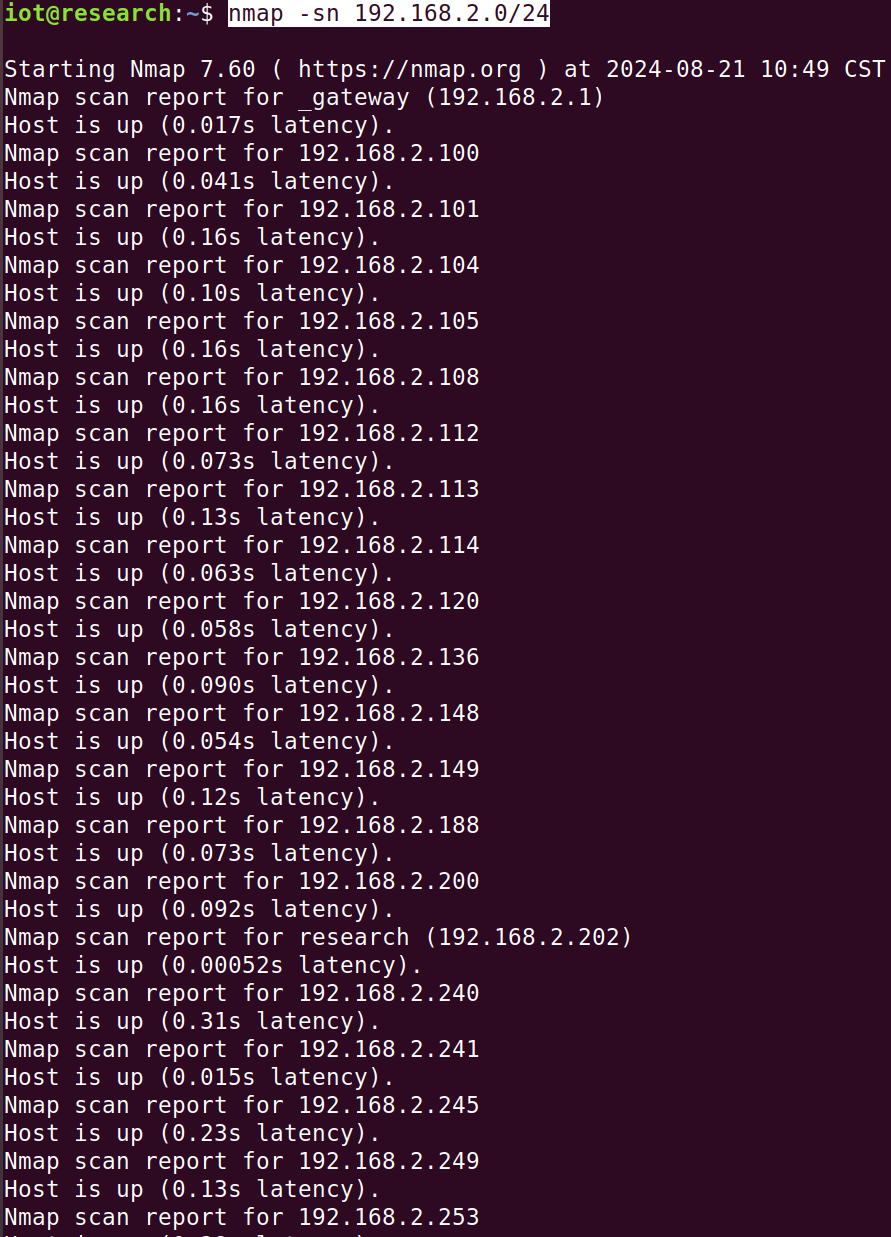 iot@research:~$ nmap -sn 192.168.2.0/24
Starting Nmap 7.60 ( https://nmap.org ) at 2024-08-21 10:49 CST
Nmap scan report for _gateway (192.168.2.1)
Host is up (0.017s latency).
Nmap scan report for 192.168.2.100
Host is up (0.041s latency).
Nmap scan report for 192.168.2.101
Host is up (0.16s latency).
Nmap scan report for 192.168.2.104
Host is up (0.10s latency).
Nmap scan report for 192.168.2.105
Host is up (0.16s latency).
Nmap scan report for 192.168.2.108
Host is up (0.16s latency).
Nmap scan report for 192.168.2.112
Host is up (0.073s latency).
Nmap scan report for 192.168.2.113
Host is up (0.13s latency).
Nmap scan report for 192.168.2.114
Host is up (0.063s latency).
Nmap scan report for 192.168.2.120
Host is up (0.058s latency).
Nmap scan report for 192.168.2.136
Host is up (0.090s latency).
Nmap scan report for 192.168.2.148
Host is up (0.054s latency).
Nmap scan report for 192.168.2.149
Host is up (0.12s latency).
Nmap scan report for 192.168.2.188
Host is up (0.073s latency).
Nmap scan report for 192.168.2.200
Host is up (0.092s latency).
Nmap scan report for research (192.168.2.202)
Host is up (0.00052s latency).
Nmap scan report for 192.168.2.240
Host is up (0.31s latency).
Nmap scan report for 192.168.2.241
Host is up (0.015s latency).
Nmap scan report for 192.168.2.245
Host is up (0.23s latency).
Nmap scan report for 192.168.2.249
Host is up (0.13s latency).
Nmap scan report for 192.168.2.253